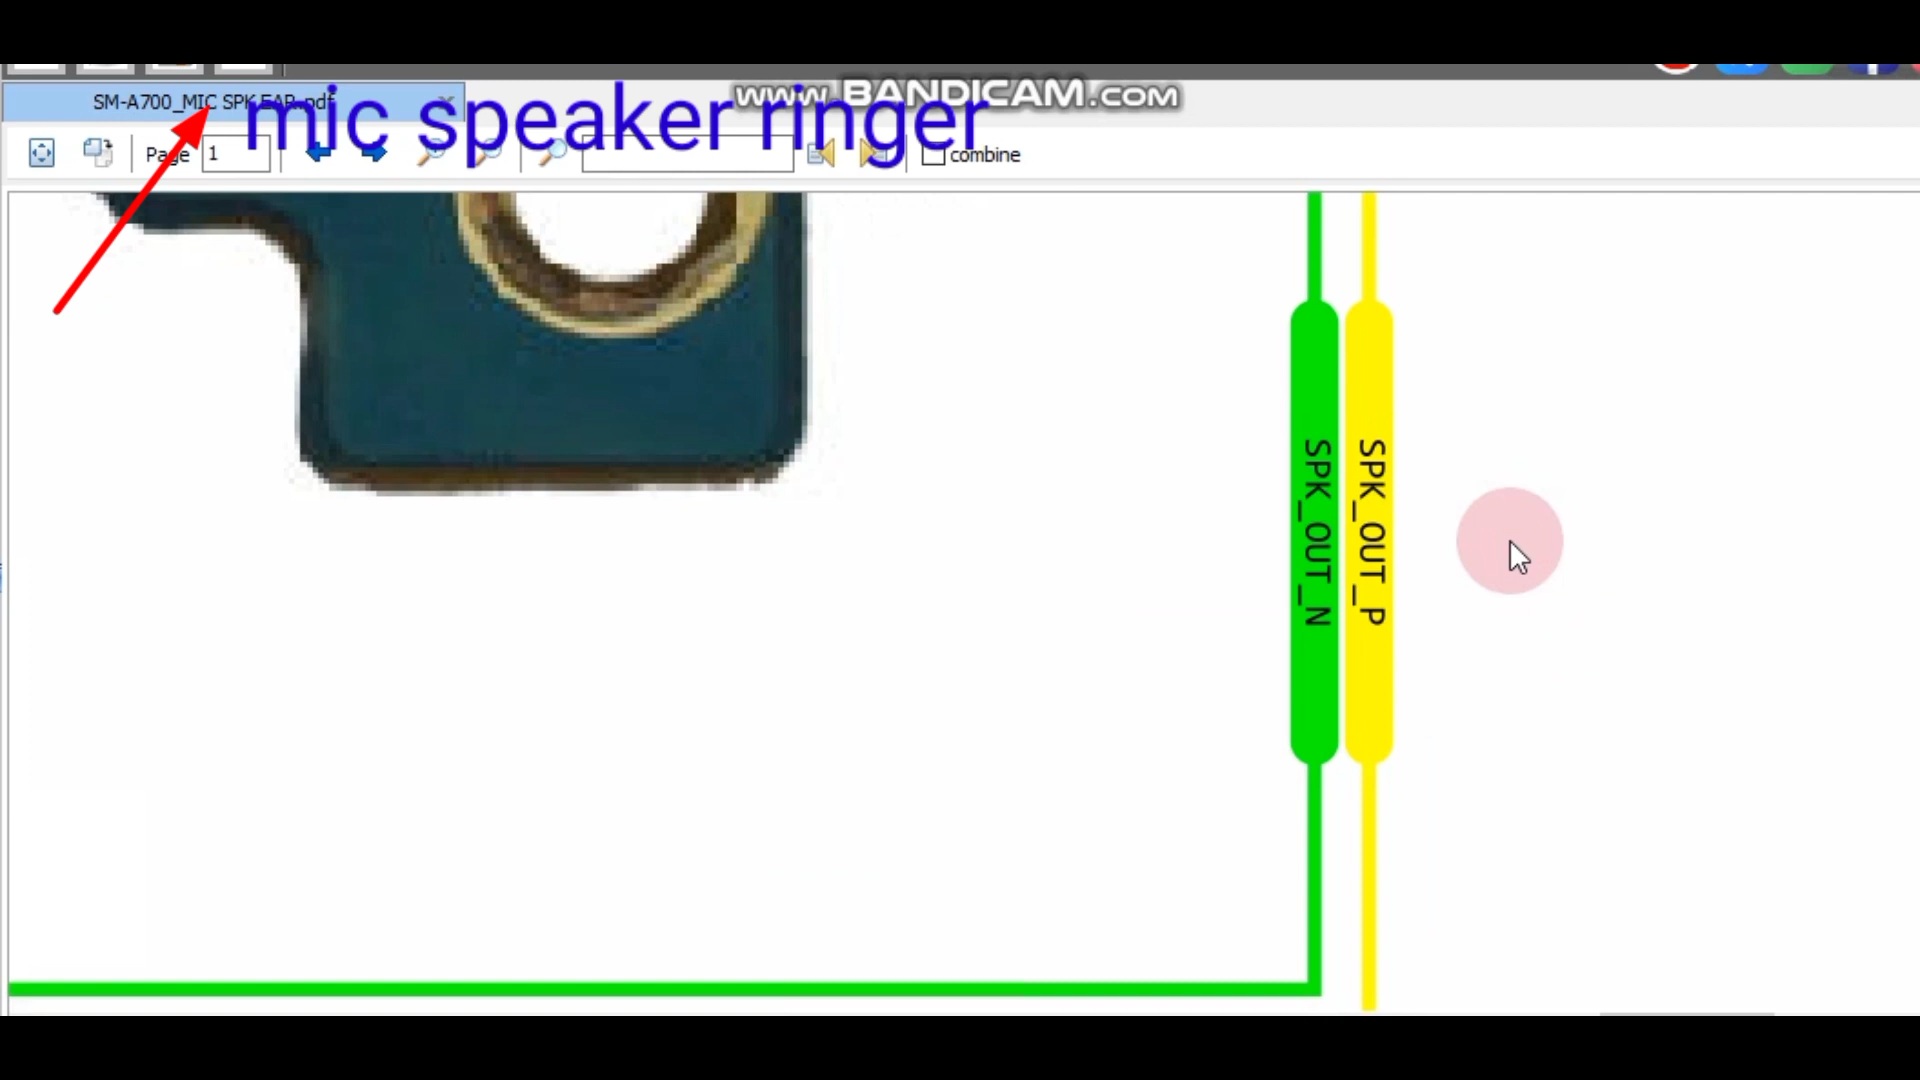 www.BANDICAM.com
SM-A700_MIC SPK EAR.pdf
mic speaker ringer
Page 1
combine
SPK_OUT_N
SPK_OUT_P